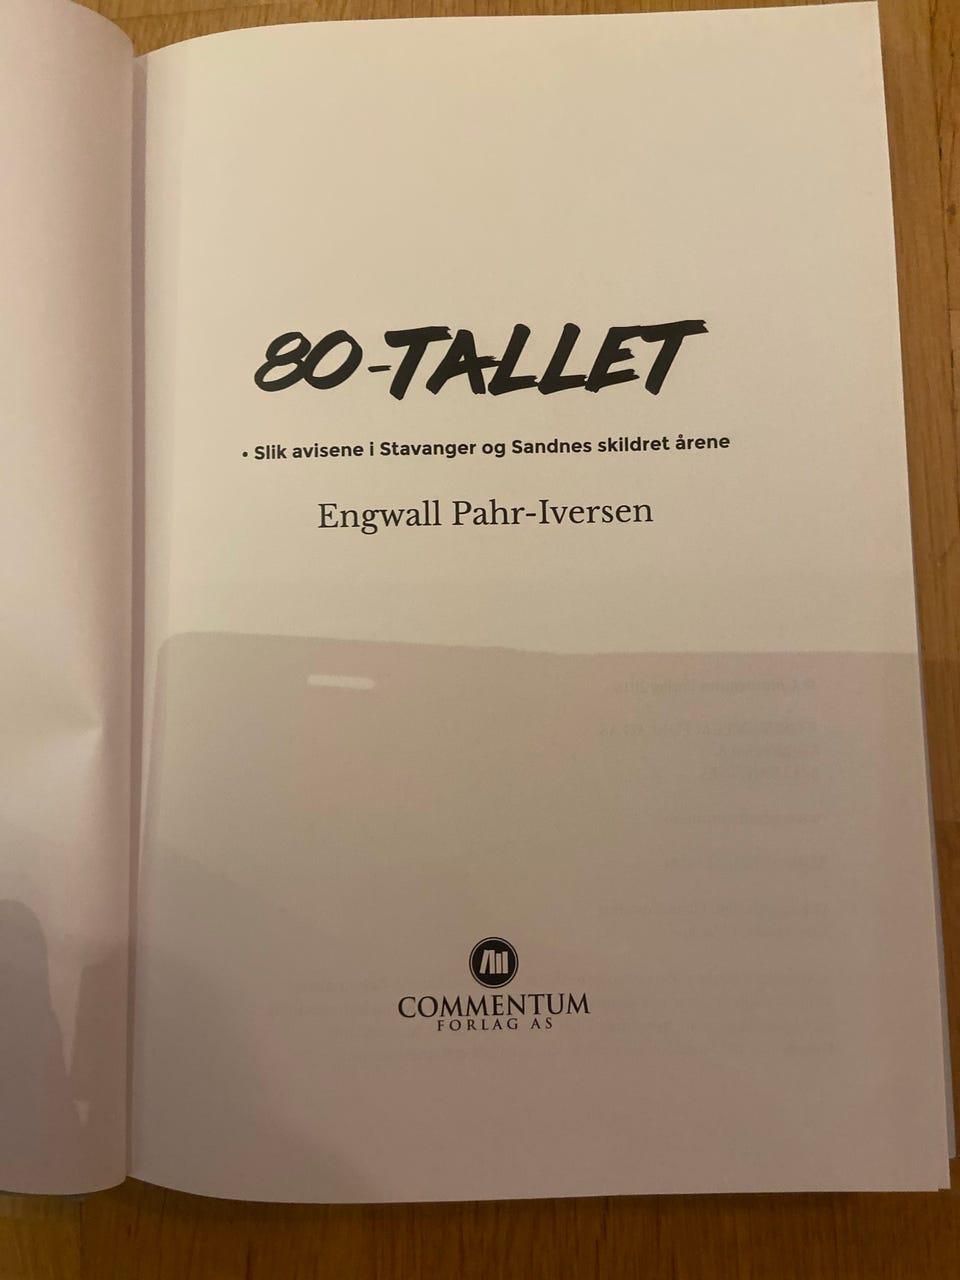 80-TALLET
• Slik avisene i Stavanger og Sandnes skildret årene
Engwall Pahr-Iversen
COMMENTUM
FORLAG AS